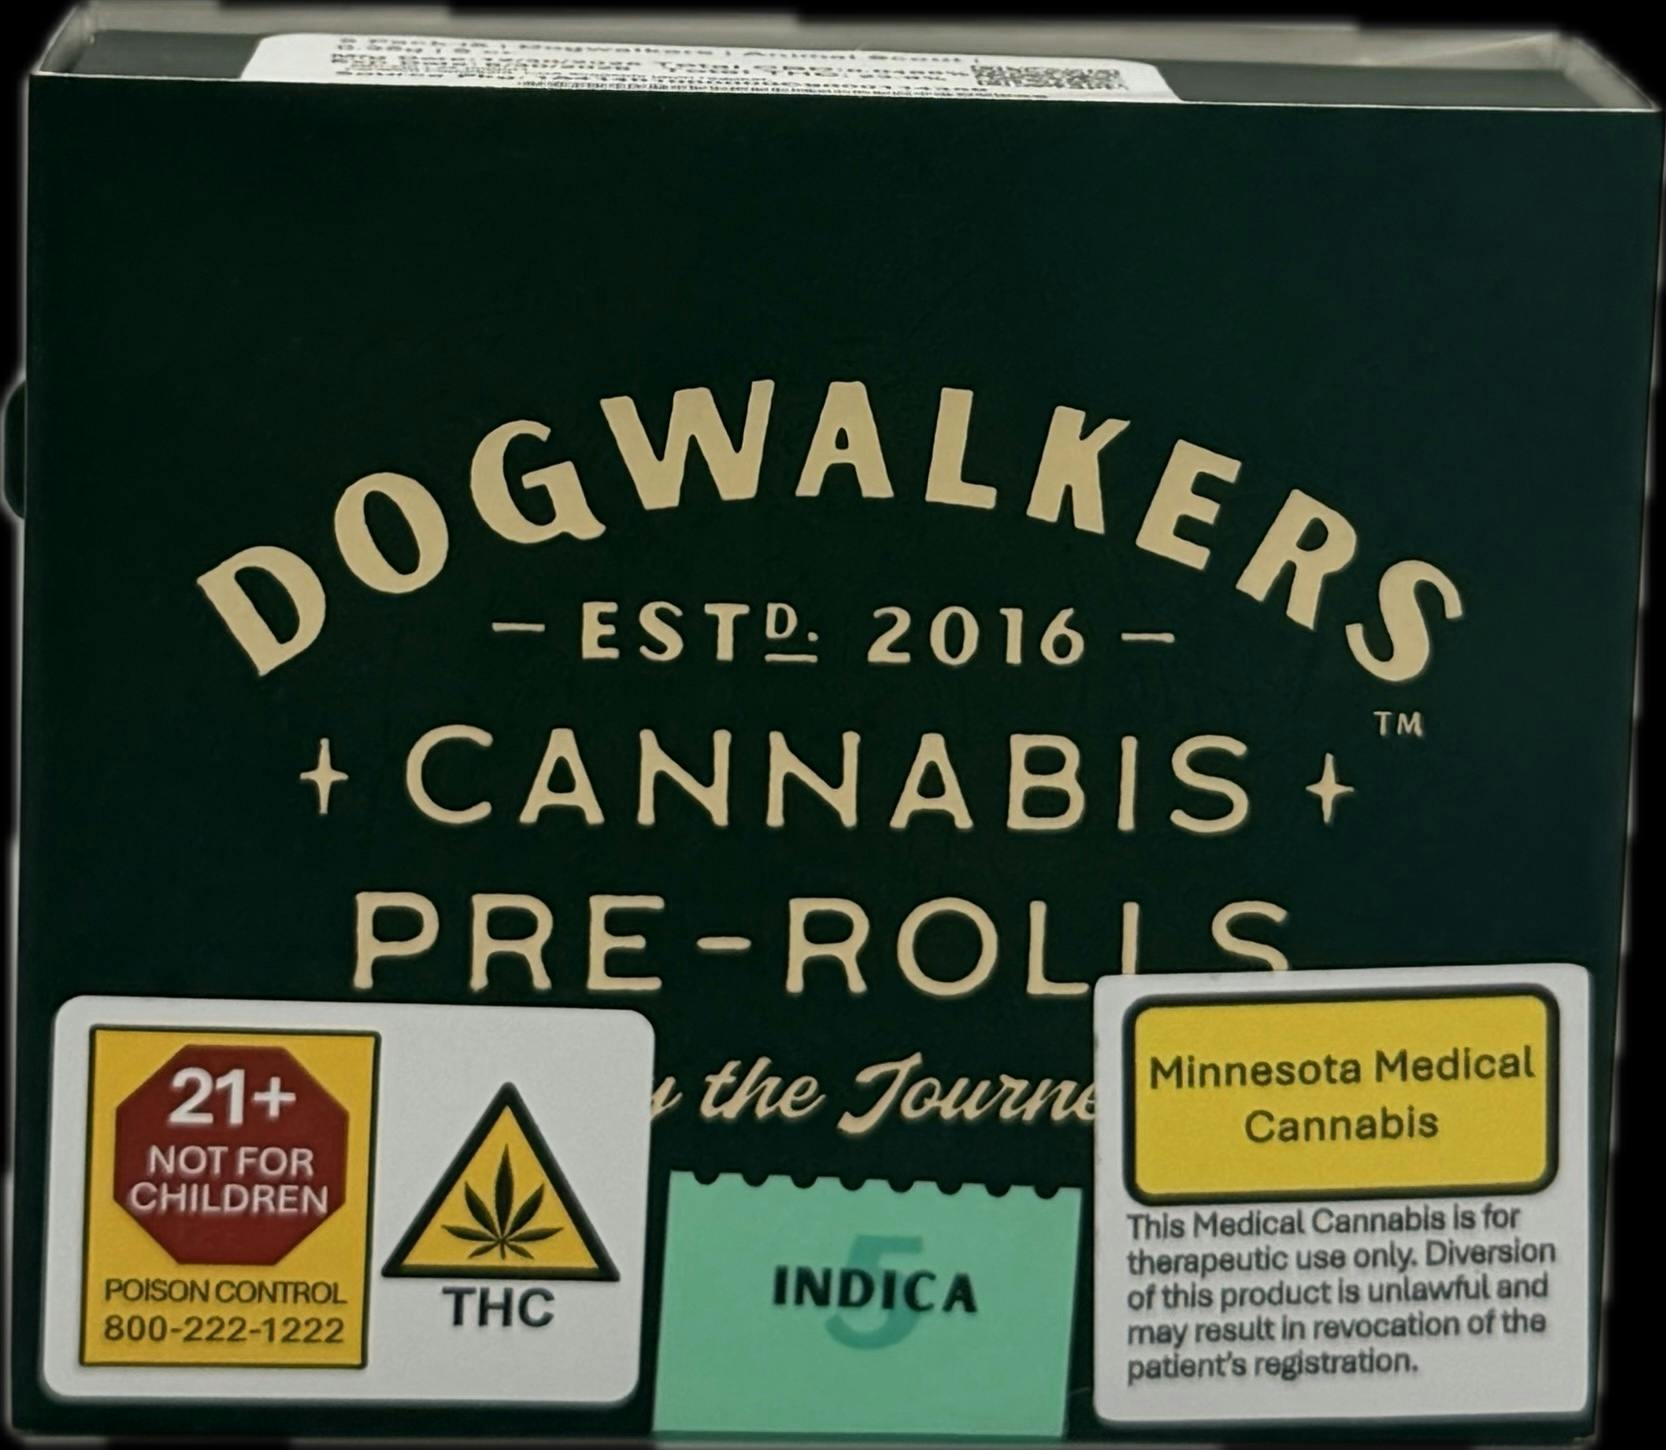 DOGWALKERS
- ESTD. 2016 -
TM
CANNABIS
PRE-ROLLS
the Journe
21+
NOT FOR
CHILDREN
POISON CONTROL
800-222-1222
THC
5
INDICA
Minnesota Medical
Cannabis
This Medical Cannabis is for
therapeutic use only. Diversion
of this product is unlawful and
may result in revocation of the
patient's registration.